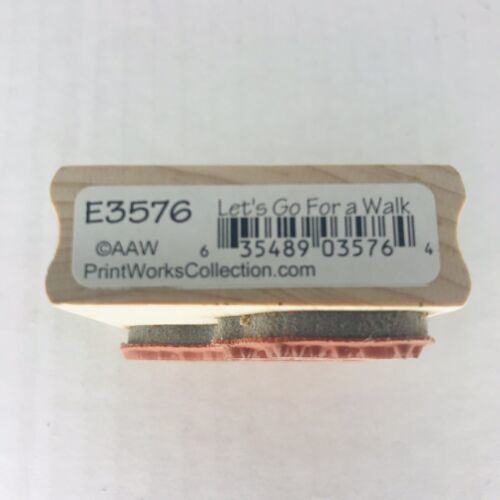 E3576 Let's Go For a Walk
©AAW 6 35489 03576 4
PrintWorksCollection.com